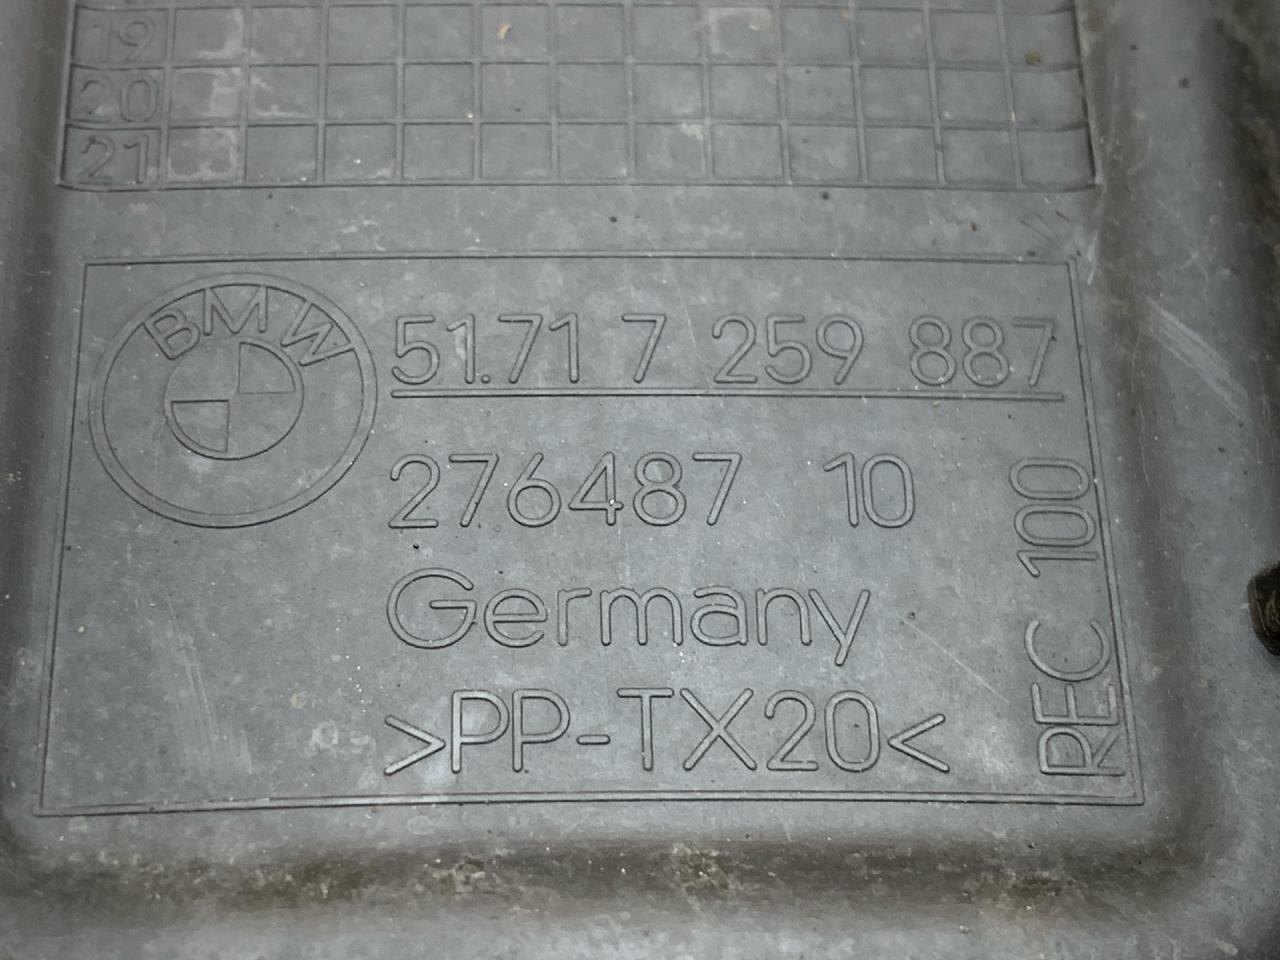 19
20
21
BMW
51.71 7 259 887
276487 10
Germany
>PP-TX20<
REC 100